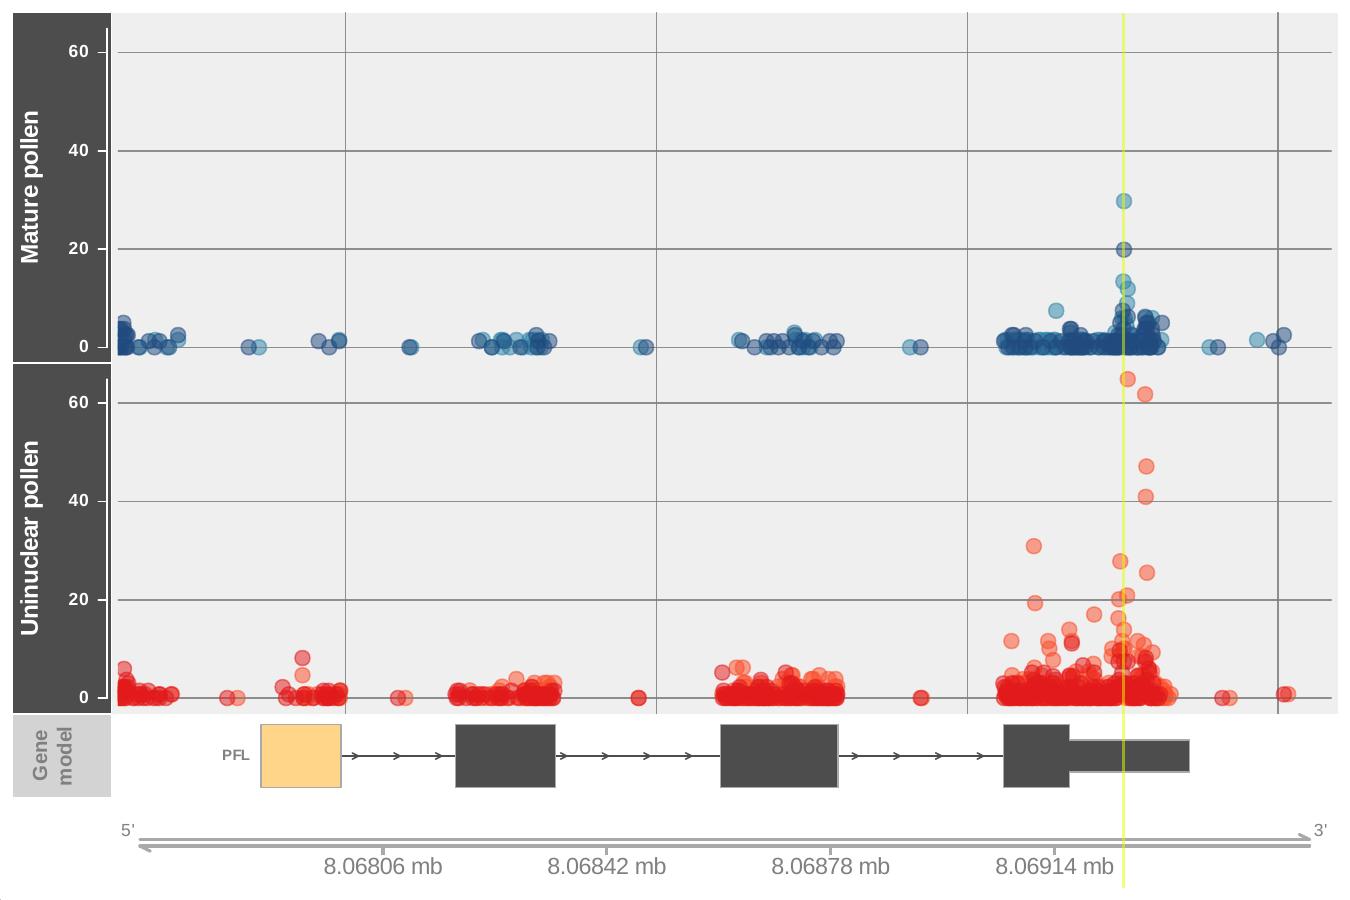 Mature pollen
60
40
20
0
Uninuclear pollen
60
40
20
0
Gene
model
PFL
5'
3'
8.06806 mb
8.06842 mb
8.06878 mb
8.06914 mb